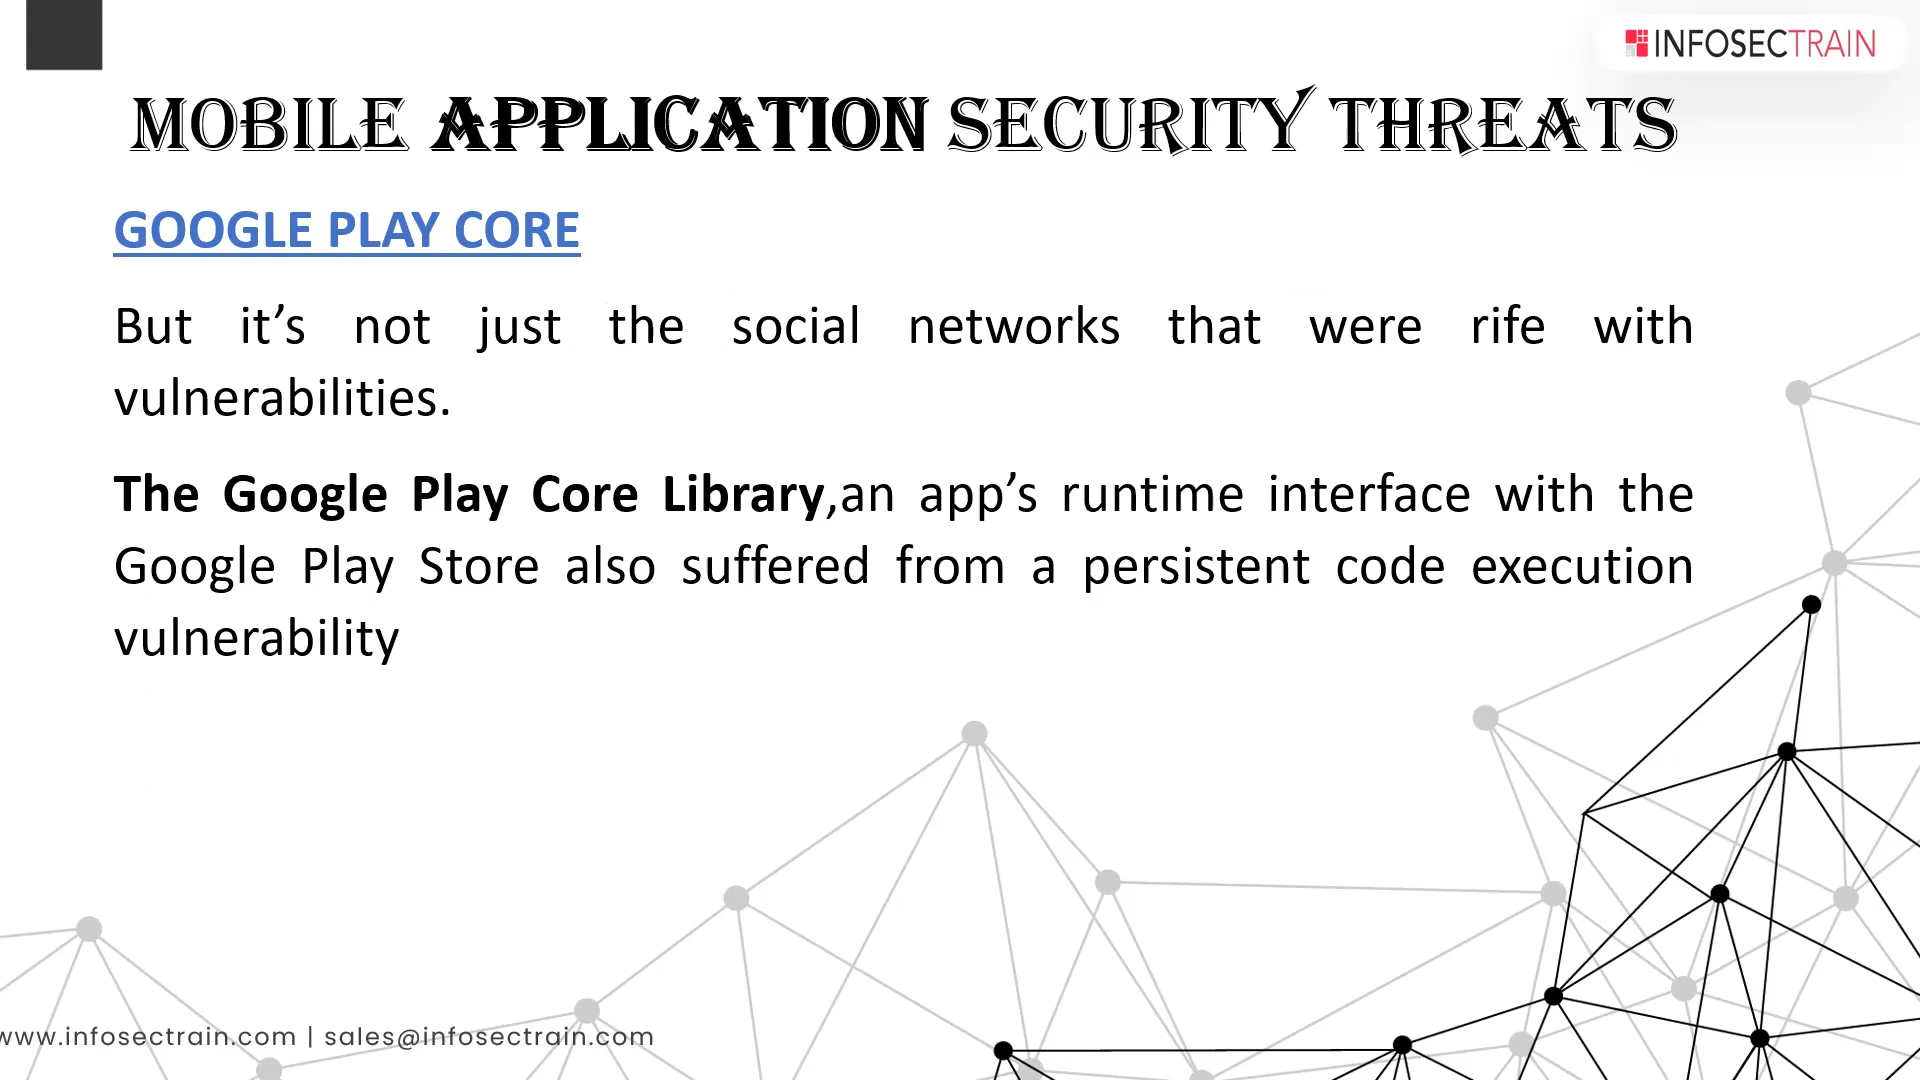 INFOSECTRAIN
MOBILE APPLICATION SECURITY THREATS
GOOGLE PLAY CORE
But it’s not just the social networks that were rife with
vulnerabilities.
The Google Play Core Library,an app’s runtime interface with the
Google Play Store also suffered from a persistent code execution
vulnerability
www.infosectrain.com | sales@infosectrain.com